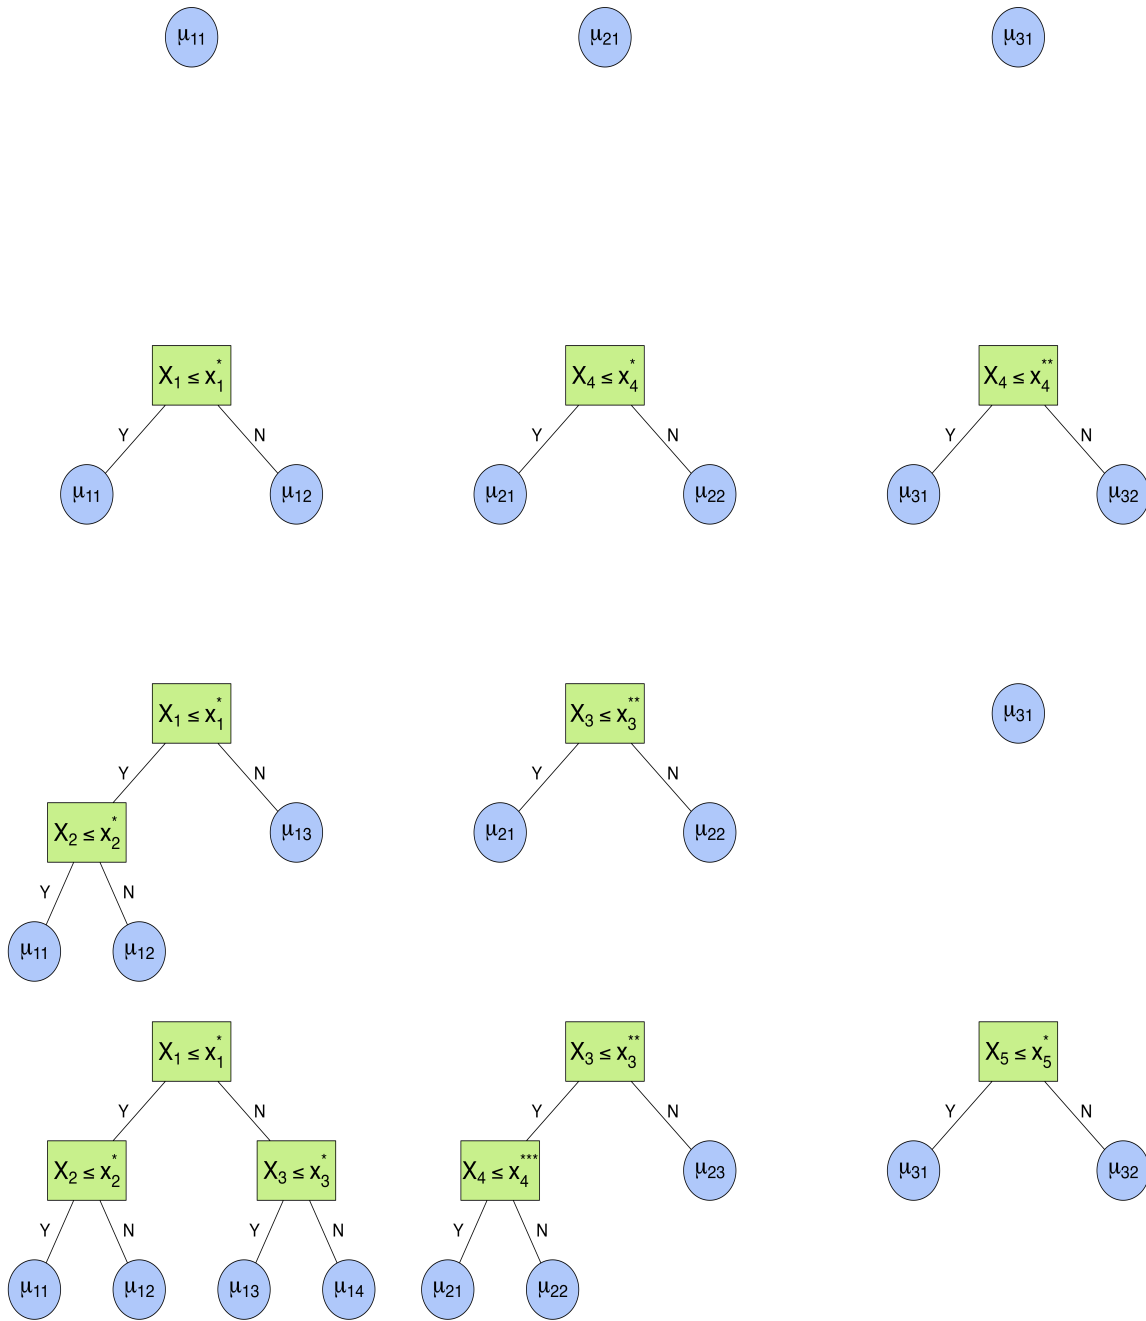 μ11 μ21 μ31
X1 ≤ x1* X4 ≤ x4* X4 ≤ x4**
Y N Y N Y N
μ11 μ12 μ21 μ22 μ31 μ32
X1 ≤ x1* X3 ≤ x3** μ31
Y N Y N
X2 ≤ x2* μ13 μ21 μ22
Y N
μ11 μ12
X1 ≤ x1* X3 ≤ x3** X5 ≤ x5*
Y N Y N Y N
X2 ≤ x2* X3 ≤ x3* X4 ≤ x4*** μ23 μ31 μ32
Y N Y N Y N
μ11 μ12 μ13 μ14 μ21 μ22